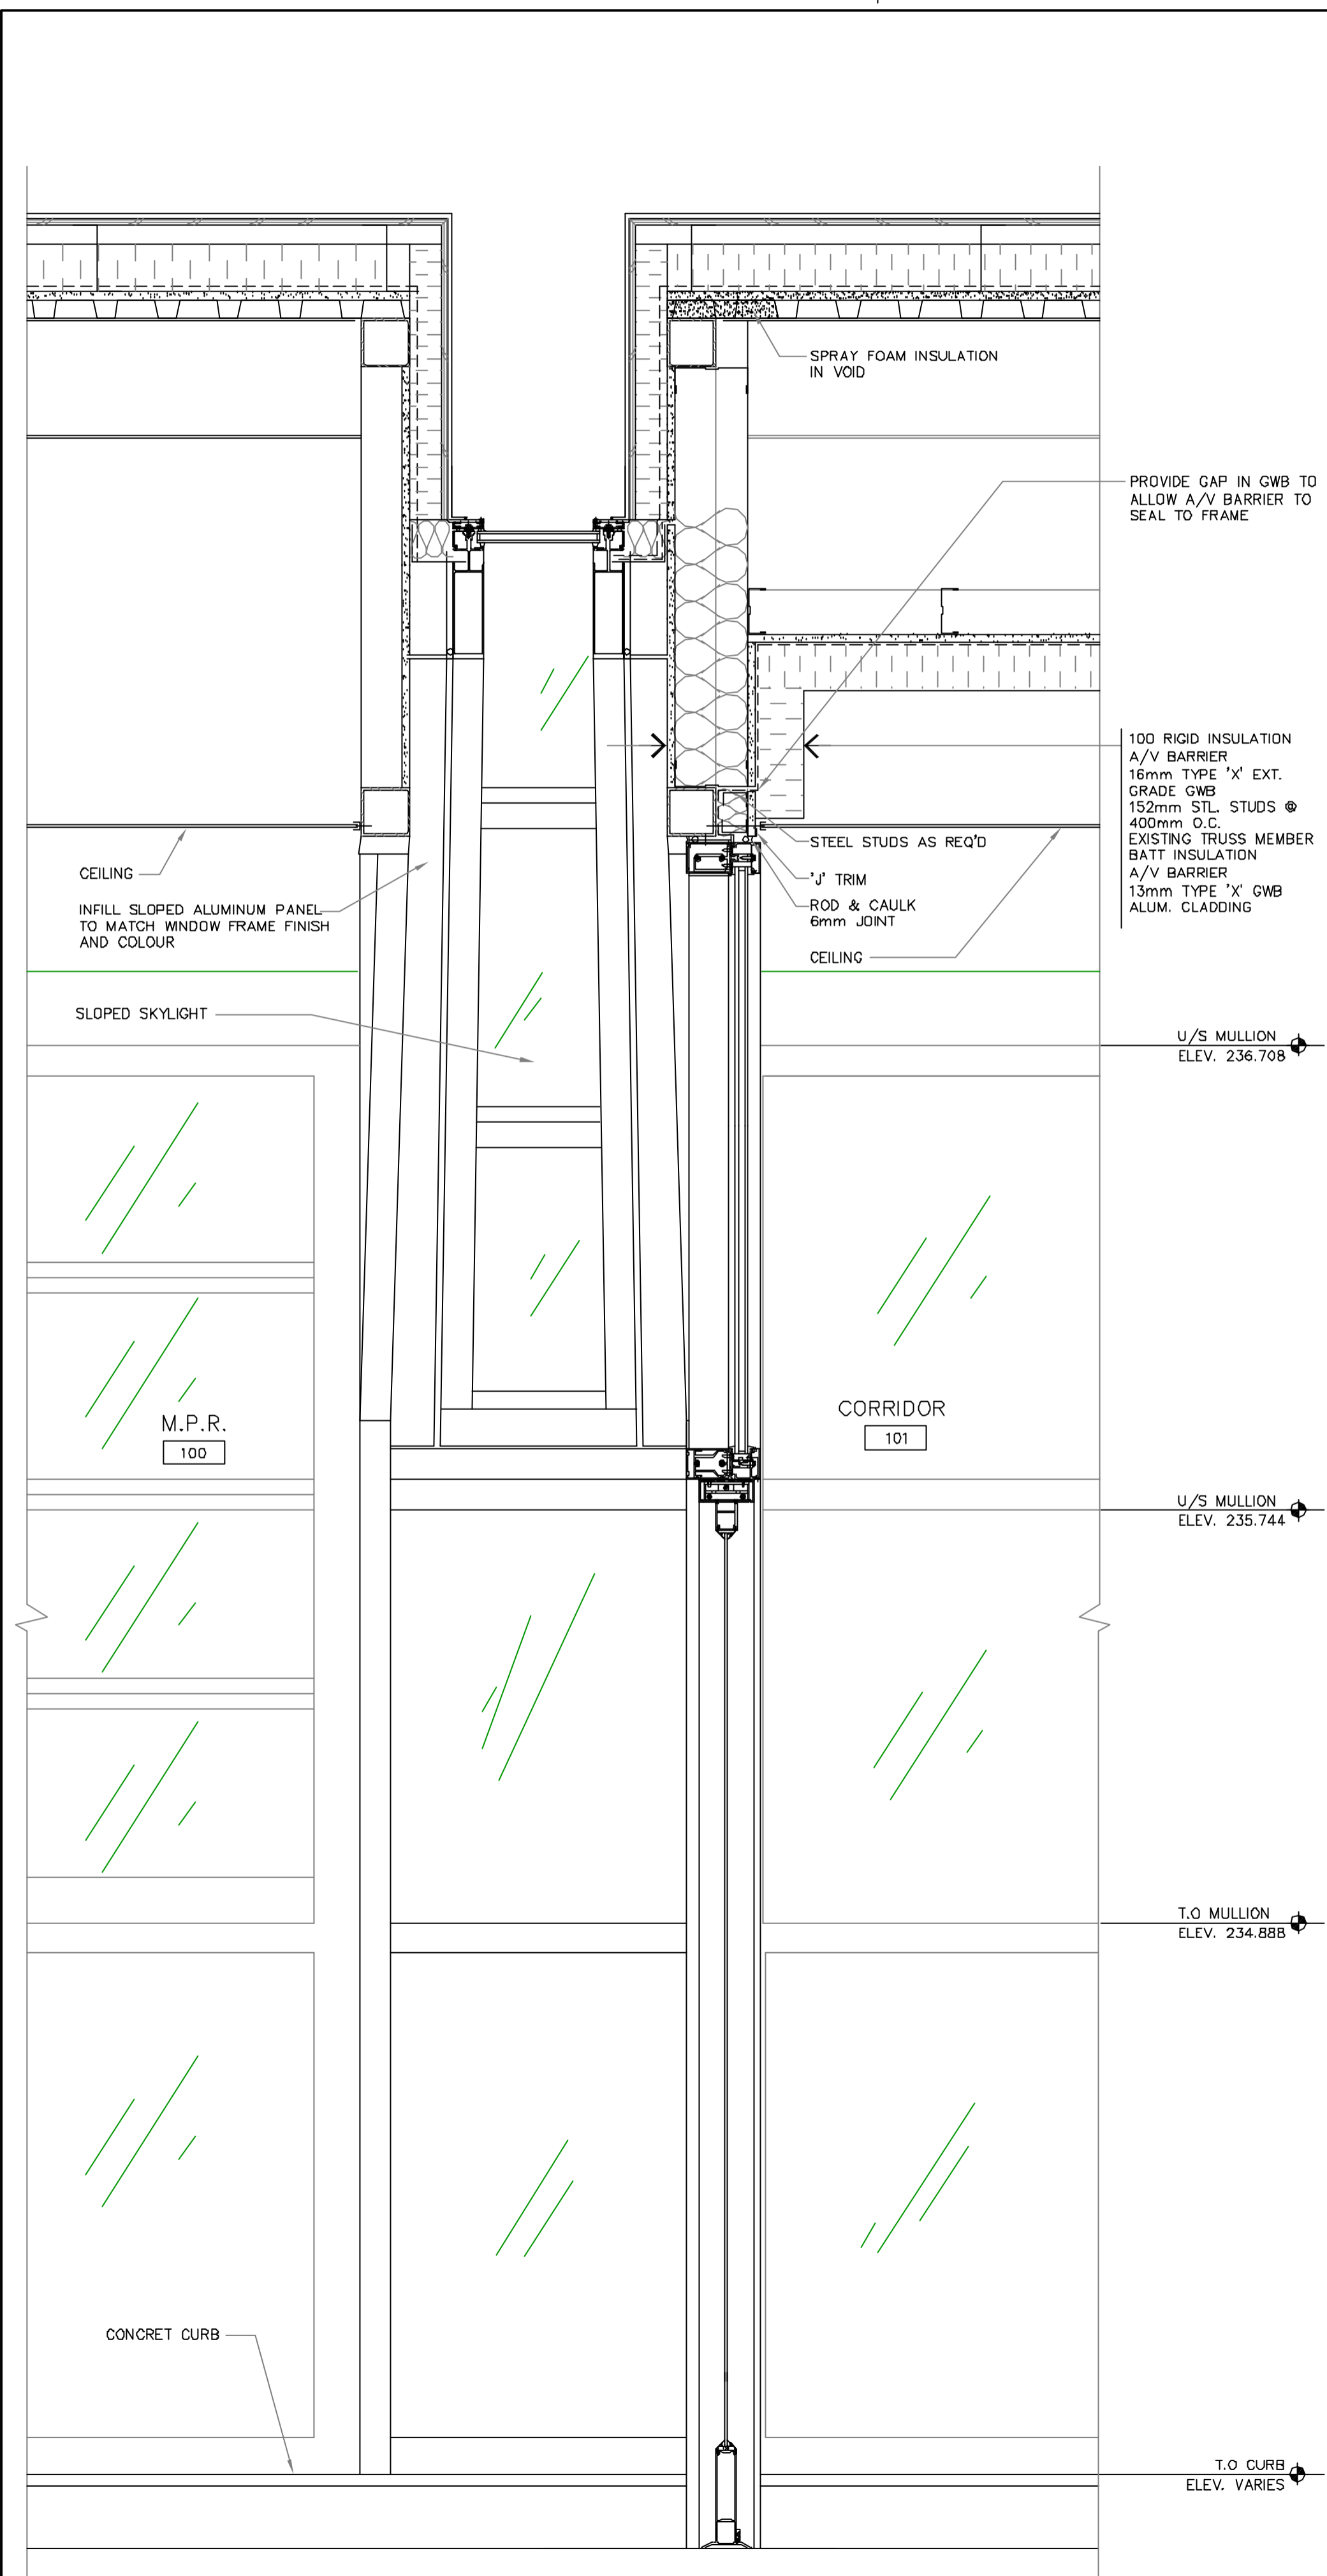 SPRAY FOAM INSULATION
IN VOID
PROVIDE GAP IN GWB TO
ALLOW A/V BARRIER TO
SEAL TO FRAME
100 RIGID INSULATION
A/V BARRIER
16mm TYPE 'X' EXT.
GRADE GWB
152mm STL. STUDS @
400mm O.C.
EXISTING TRUSS MEMBER
BATT INSULATION
A/V BARRIER
13mm TYPE 'X' GWB
ALUM. CLADDING
STEEL STUDS AS REQ'D
'J' TRIM
ROD & CAULK
6mm JOINT
CEILING
CEILING
INFILL SLOPED ALUMINUM PANEL
TO MATCH WINDOW FRAME FINISH
AND COLOUR
SLOPED SKYLIGHT
U/S MULLION
ELEV. 236.708
M.P.R.
100
CORRIDOR
101
U/S MULLION
ELEV. 235.744
T.O MULLION
ELEV. 234.888
CONCRET CURB
T.O CURB
ELEV. VARIES